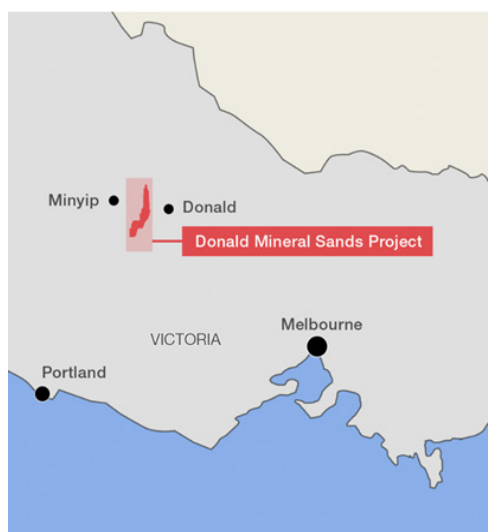 Minyip
Donald
Donald Mineral Sands Project
Melbourne
VICTORIA
Portland